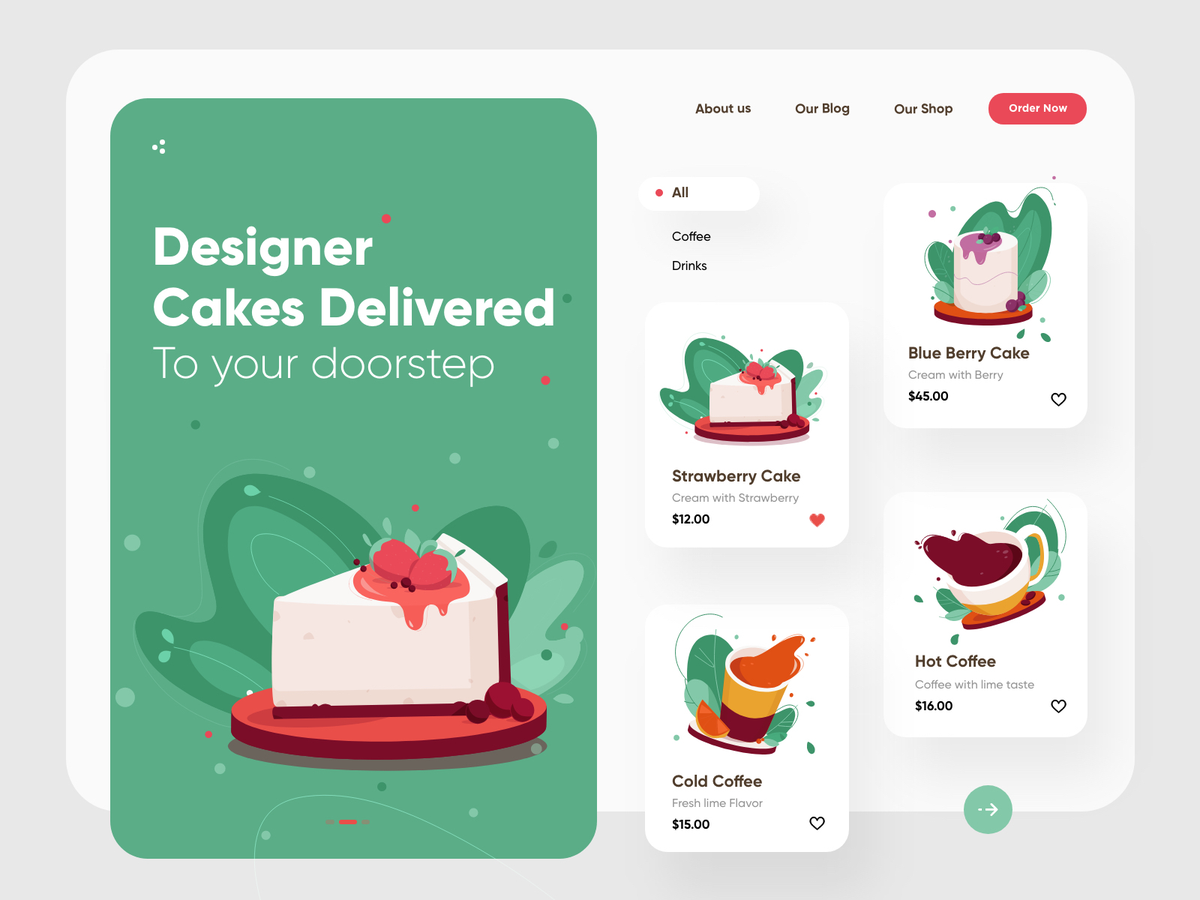 About us
Our Blog
Our Shop
Order Now
Designer
Cakes Delivered
To your doorstep
All
Coffee
Drinks
Strawberry Cake
Cream with Strawberry
$12.00
Cold Coffee
Fresh lime Flavor
$15.00
Blue Berry Cake
Cream with Berry
$45.00
Hot Coffee
Coffee with lime taste
$16.00